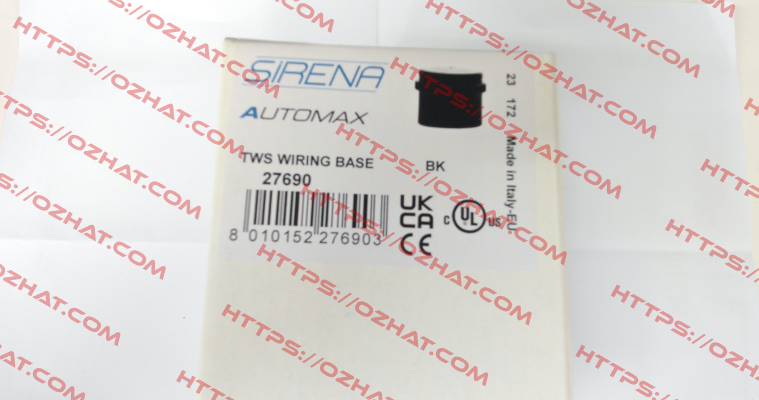 SIRENA
AUTOMAX
TWS WIRING BASE BK
27690
8 010152 276903
UK
CA
CE
C UL US
23 172 Made in Italy-EU
HTTPS://OZHAT.COM